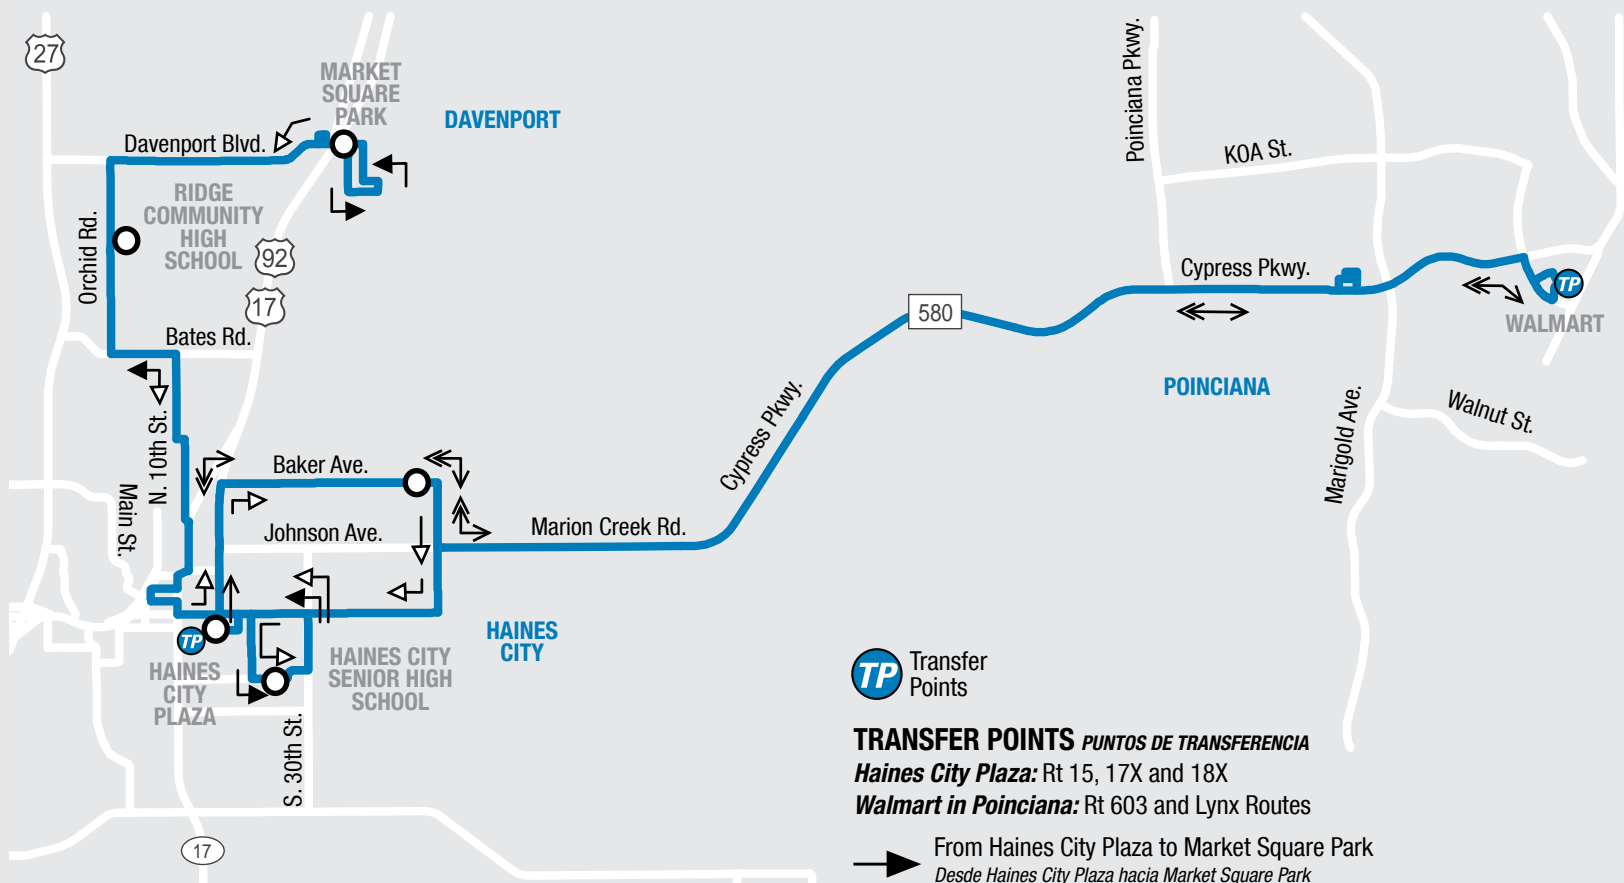 27
MARKET
SQUARE
PARK
DAVENPORT
Davenport Blvd.
RIDGE
COMMUNITY
HIGH
SCHOOL
Orchid Rd.
92
17
Bates Rd.
N. 10th St.
Main St.
Baker Ave.
Johnson Ave.
Marion Creek Rd.
Cypress Pkwy.
580
Poinciana Pkwy.
KOA St.
Cypress Pkwy.
TP
WALMART
POINCIANA
Marigold Ave.
Walnut St.
TP
HAINES
CITY
PLAZA
HAINES CITY
SENIOR HIGH
SCHOOL
HAINES
CITY
S. 30th St.
17
TP Transfer
Points
TRANSFER POINTS PUNTOS DE TRANSFERENCIA
Haines City Plaza: Rt 15, 17X and 18X
Walmart in Poinciana: Rt 603 and Lynx Routes
From Haines City Plaza to Market Square Park
Desde Haines City Plaza hacia Market Square Park